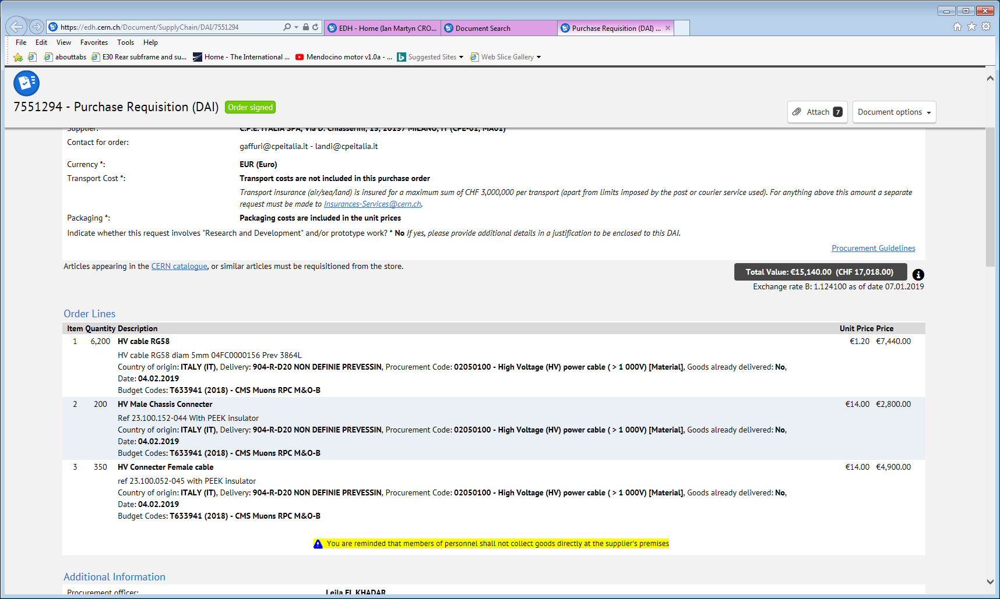 https://edh.cern.ch/Document/SupplyChain/DAI/7551294
EDH - Home (Ian Martyn CRO...
Document Search
Purchase Requisition (DAI) ...
File Edit View Favorites Tools Help
abouttabs
E30 Rear subframe and su...
Home - The International ...
Mendocino motor v1.0a - ...
Suggested Sites
Web Slice Gallery
7551294 - Purchase Requisition (DAI) Order signed
Attach 7
Document options
Supplier: C.P.E. ITALIA SPA, Via D. Chiasserini, 15, 20157 MILANO, IT (CPE-01, MA01)
Contact for order: gaffuri@cpeitalia.it - landi@cpeitalia.it
Currency *: EUR (Euro)
Transport Cost *: Transport costs are not included in this purchase order
Transport insurance (air/sea/land) is insured for a maximum sum of CHF 3,000,000 per transport (apart from limits imposed by the post or courier service used). For anything above this amount a separate
request must be made to Insurances-Services@cern.ch.
Packaging *: Packaging costs are included in the unit prices
Indicate whether this request involves "Research and Development" and/or prototype work? * No If yes, please provide additional details in a justification to be enclosed to this DAI.
Procurement Guidelines
Articles appearing in the CERN catalogue, or similar articles must be requisitioned from the store.
Total Value: €15,140.00 (CHF 17,018.00)
Exchange rate B: 1.124100 as of date 07.01.2019
Order Lines
Item Quantity Description Unit Price Price
1 6,200 HV cable RG58 €1.20 €7,440.00
HV cable RG58 diam 5mm 04FC0000156 Prev 3864L
Country of origin: ITALY (IT), Delivery: 904-R-D20 NON DEFINIE PREVESSIN, Procurement Code: 02050100 - High Voltage (HV) power cable ( > 1 000V) [Material], Goods already delivered: No,
Date: 04.02.2019
Budget Codes: T633941 (2018) - CMS Muons RPC M&O-B
2 200 HV Male Chassis Connecter €14.00 €2,800.00
Ref 23.100.152-044 With PEEK insulator
Country of origin: ITALY (IT), Delivery: 904-R-D20 NON DEFINIE PREVESSIN, Procurement Code: 02050100 - High Voltage (HV) power cable ( > 1 000V) [Material], Goods already delivered: No,
Date: 04.02.2019
Budget Codes: T633941 (2018) - CMS Muons RPC M&O-B
3 350 HV Connecter Female cable €14.00 €4,900.00
ref 23.100.052-045 with PEEK insulator
Country of origin: ITALY (IT), Delivery: 904-R-D20 NON DEFINIE PREVESSIN, Procurement Code: 02050100 - High Voltage (HV) power cable ( > 1 000V) [Material], Goods already delivered: No,
Date: 04.02.2019
Budget Codes: T633941 (2018) - CMS Muons RPC M&O-B
You are reminded that members of personnel shall not collect goods directly at the supplier's premises
Additional Information
Procurement officer: Leila EL KHADAR